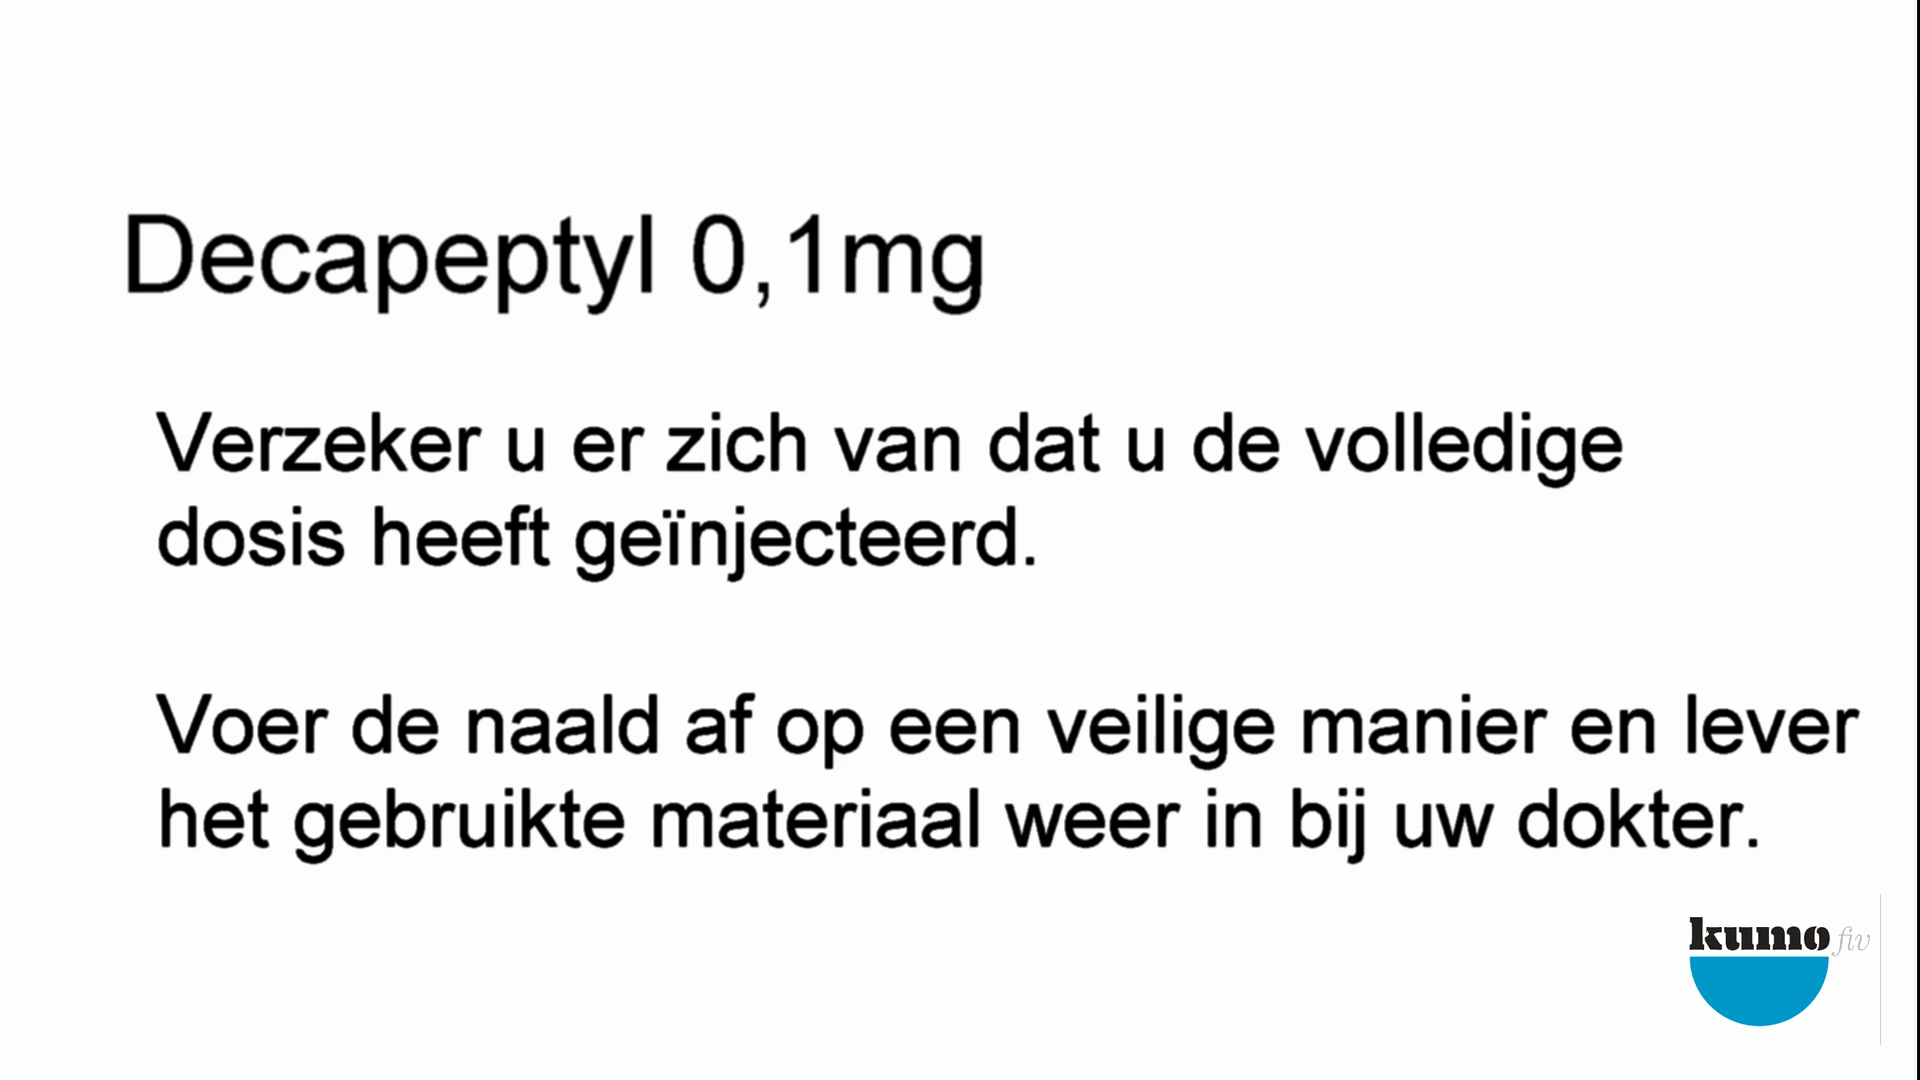 Decapeptyl 0,1mg
Verzeker u er zich van dat u de volledige
dosis heeft geïnjecteerd.
Voer de naald af op een veilige manier en lever
het gebruikte materiaal weer in bij uw dokter.
kumo fiv